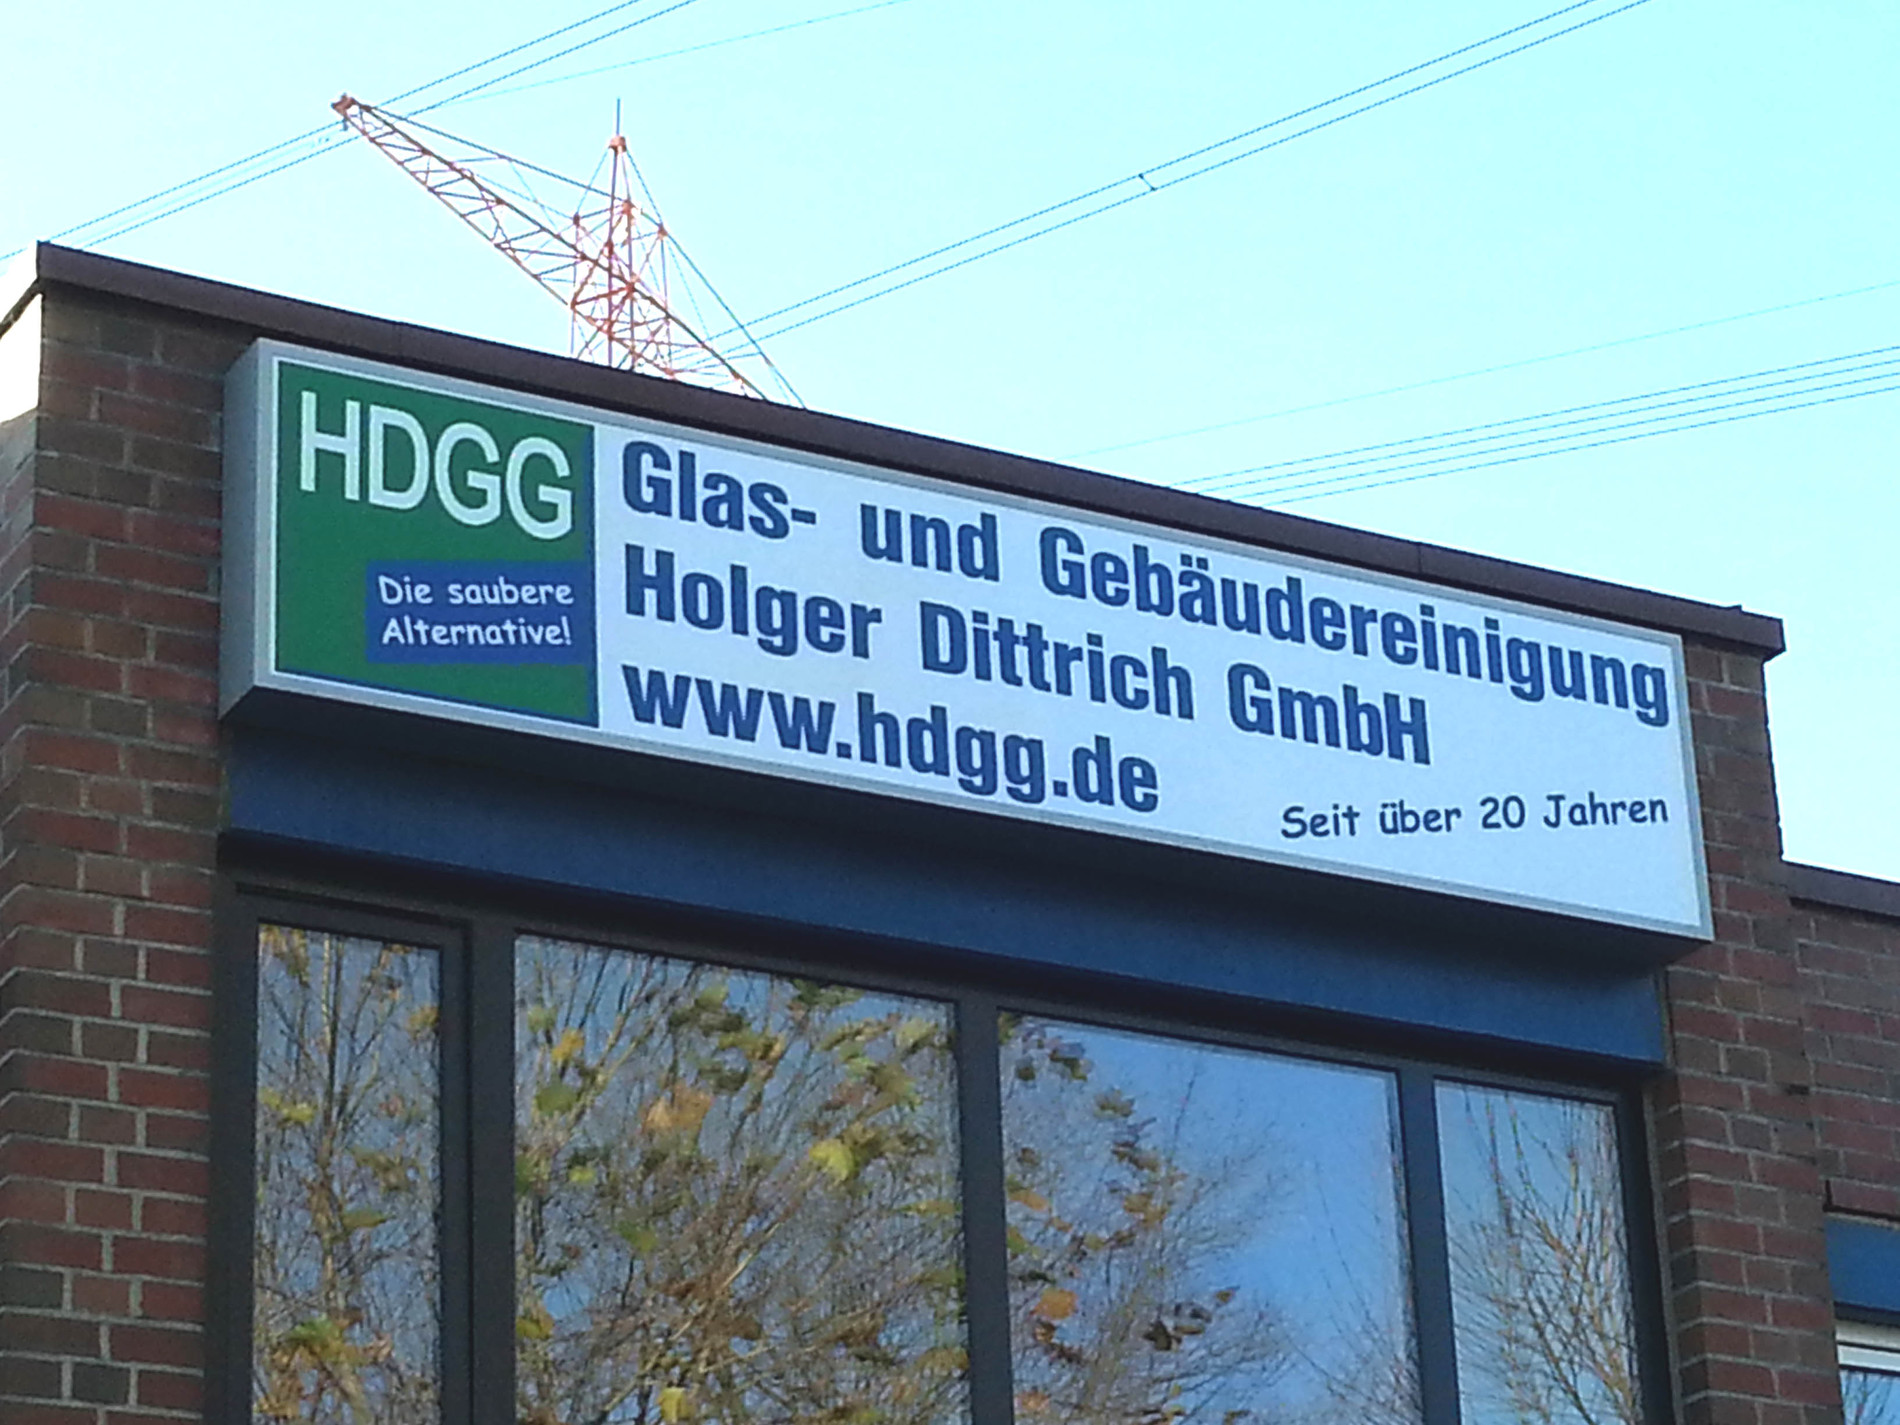 HDGG
Die saubere
Alternative!
Glas- und Gebäudereinigung
Holger Dittrich GmbH
www.hdgg.de
Seit über 20 Jahren